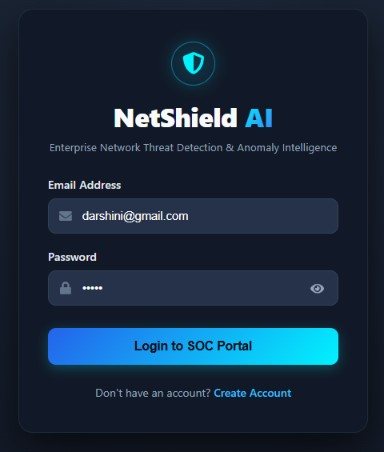 NetShield AI
Enterprise Network Threat Detection & Anomaly Intelligence
Email Address
darshini@gmail.com
Password
•••••
Login to SOC Portal
Don't have an account? Create Account